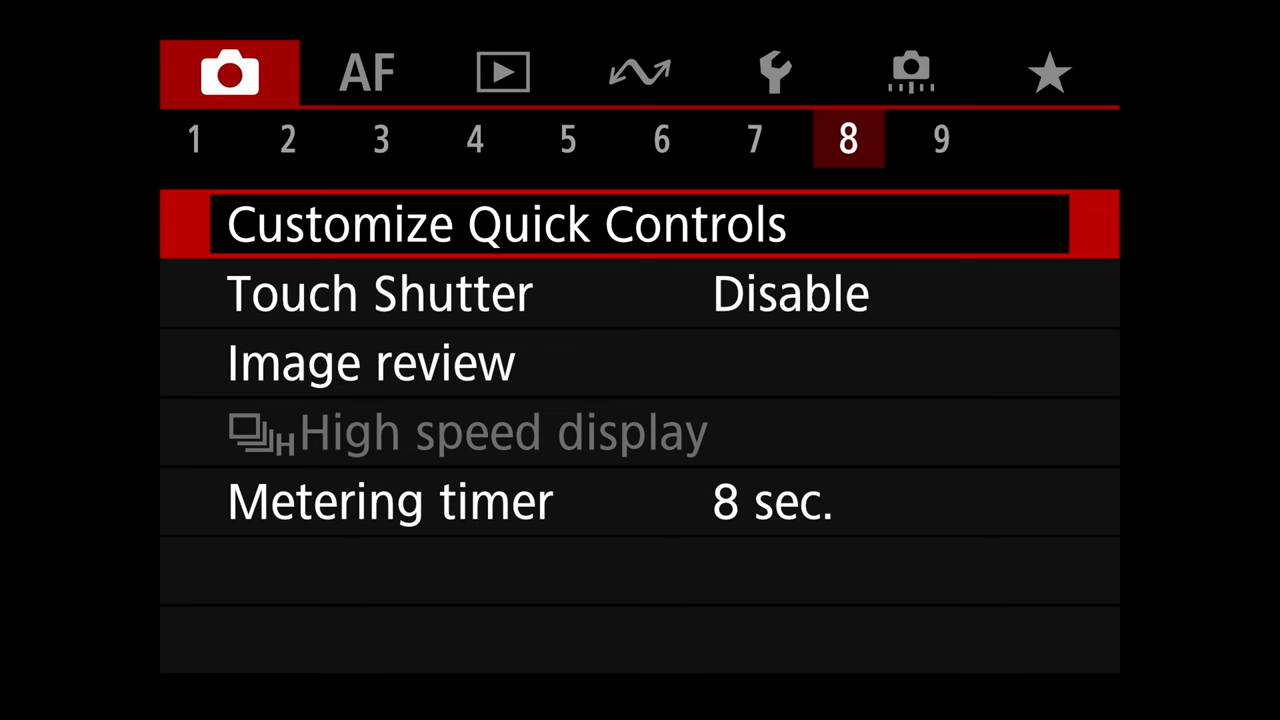 AF
1 2 3 4 5 6 7 8 9
Customize Quick Controls
Touch Shutter Disable
Image review
H High speed display
Metering timer 8 sec.